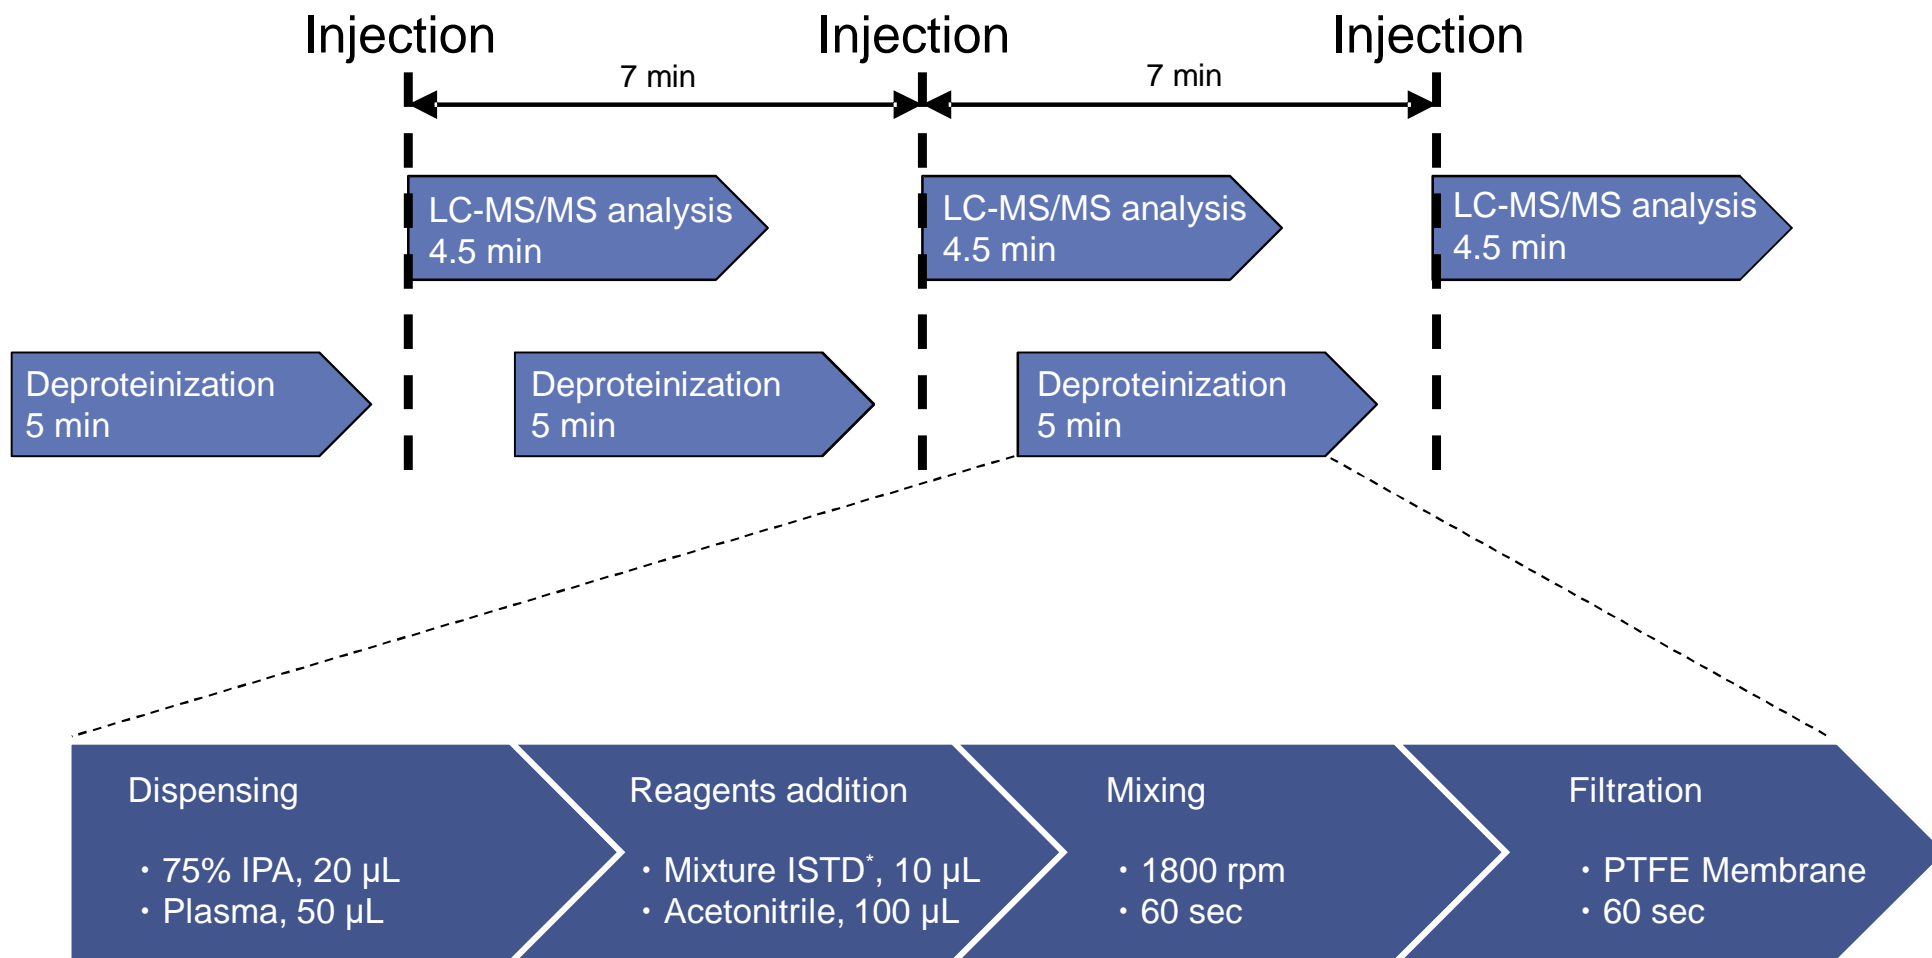 Injection
Injection
Injection
7 min
7 min
LC-MS/MS analysis
4.5 min
LC-MS/MS analysis
4.5 min
LC-MS/MS analysis
4.5 min
Deproteinization
5 min
Deproteinization
5 min
Deproteinization
5 min
Dispensing
・75% IPA, 20 µL
・Plasma, 50 µL
Reagents addition
・Mixture ISTD*, 10 µL
・Acetonitrile, 100 µL
Mixing
・1800 rpm
・60 sec
Filtration
・PTFE Membrane
・60 sec